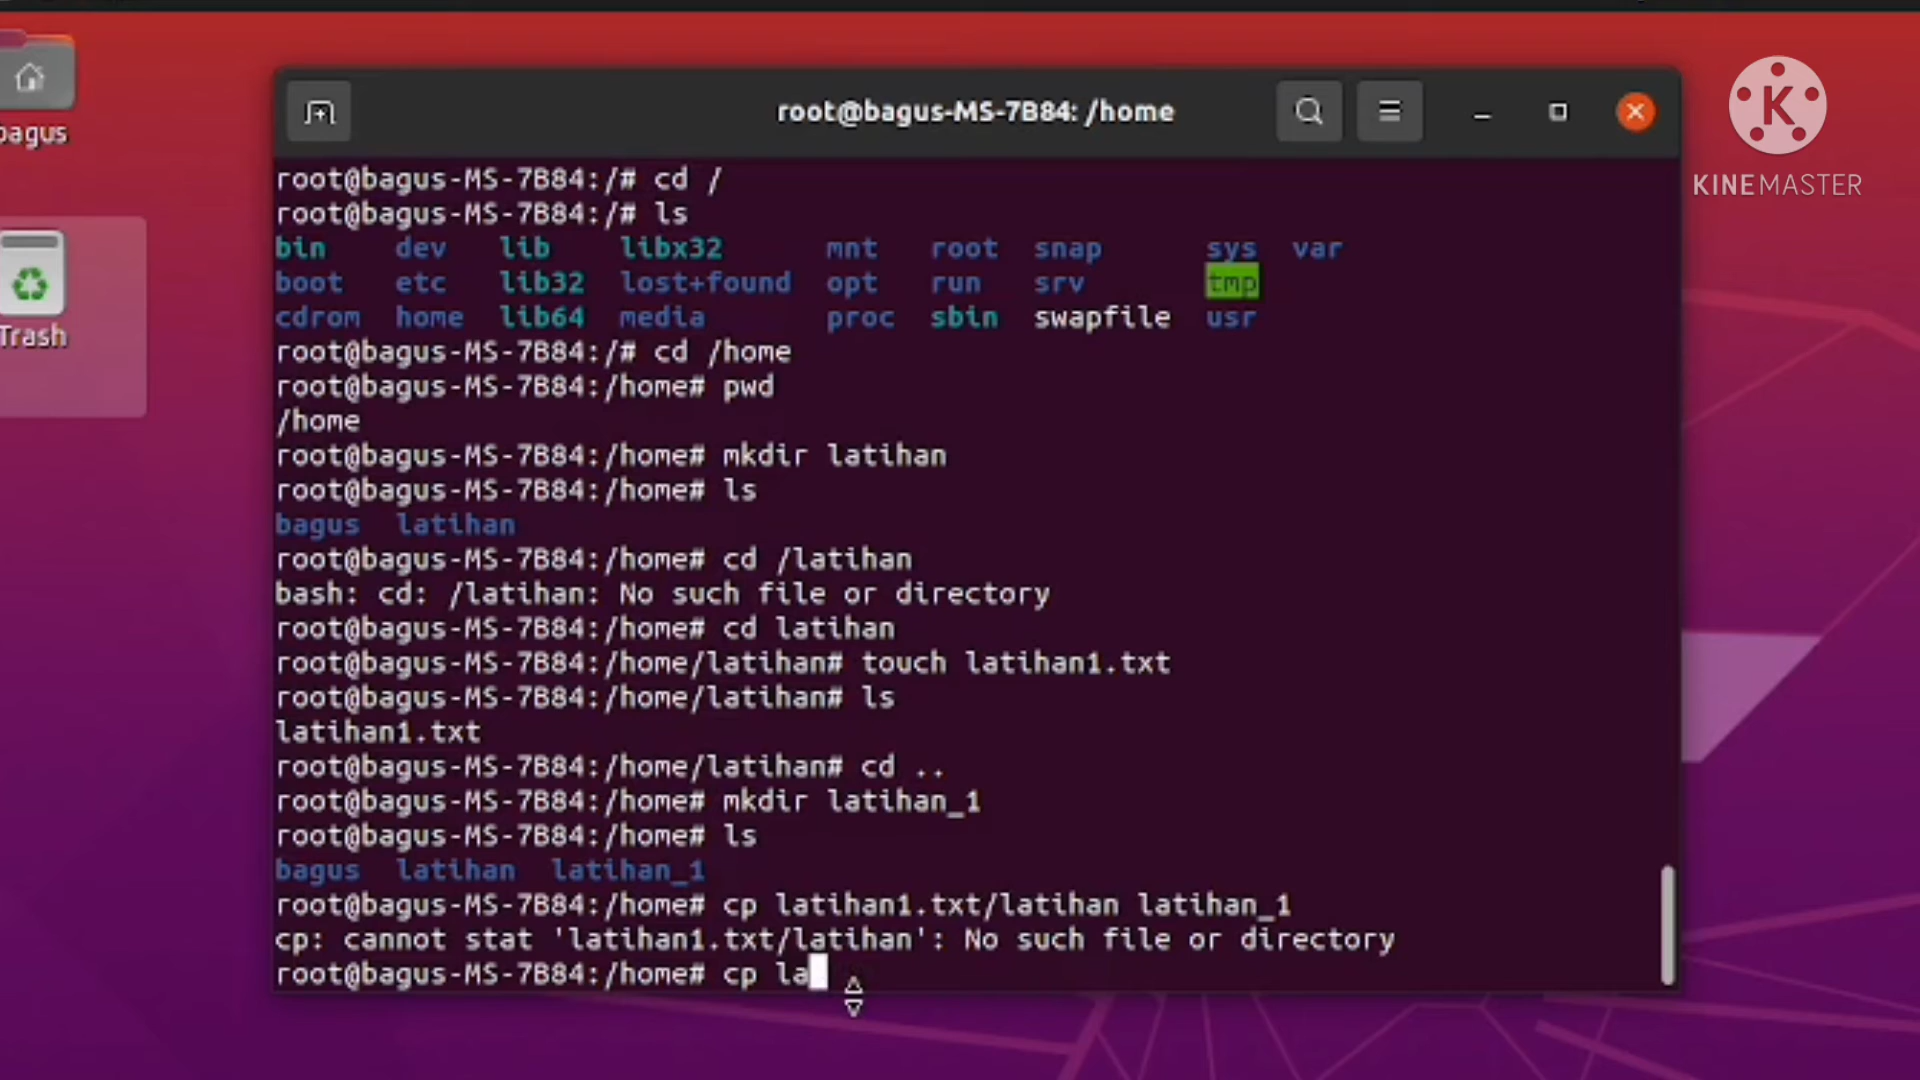 root@bagus-MS-7B84: /home
KINEMASTER
bagus
Trash
root@bagus-MS-7B84:/# cd /
root@bagus-MS-7B84:/# ls
bin dev lib libx32 mnt root snap sys var
boot etc lib32 lost+found opt run srv tmp
cdrom home lib64 media proc sbin swapfile usr
root@bagus-MS-7B84:/# cd /home
root@bagus-MS-7B84:/home# pwd
/home
root@bagus-MS-7B84:/home# mkdir latihan
root@bagus-MS-7B84:/home# ls
bagus latihan
root@bagus-MS-7B84:/home# cd /latihan
bash: cd: /latihan: No such file or directory
root@bagus-MS-7B84:/home# cd latihan
root@bagus-MS-7B84:/home/latihan# touch latihan1.txt
root@bagus-MS-7B84:/home/latihan# ls
latihan1.txt
root@bagus-MS-7B84:/home/latihan# cd ..
root@bagus-MS-7B84:/home# mkdir latihan_1
root@bagus-MS-7B84:/home# ls
bagus latihan latihan_1
root@bagus-MS-7B84:/home# cp latihan1.txt/latihan latihan_1
cp: cannot stat 'latihan1.txt/latihan': No such file or directory
root@bagus-MS-7B84:/home# cp la